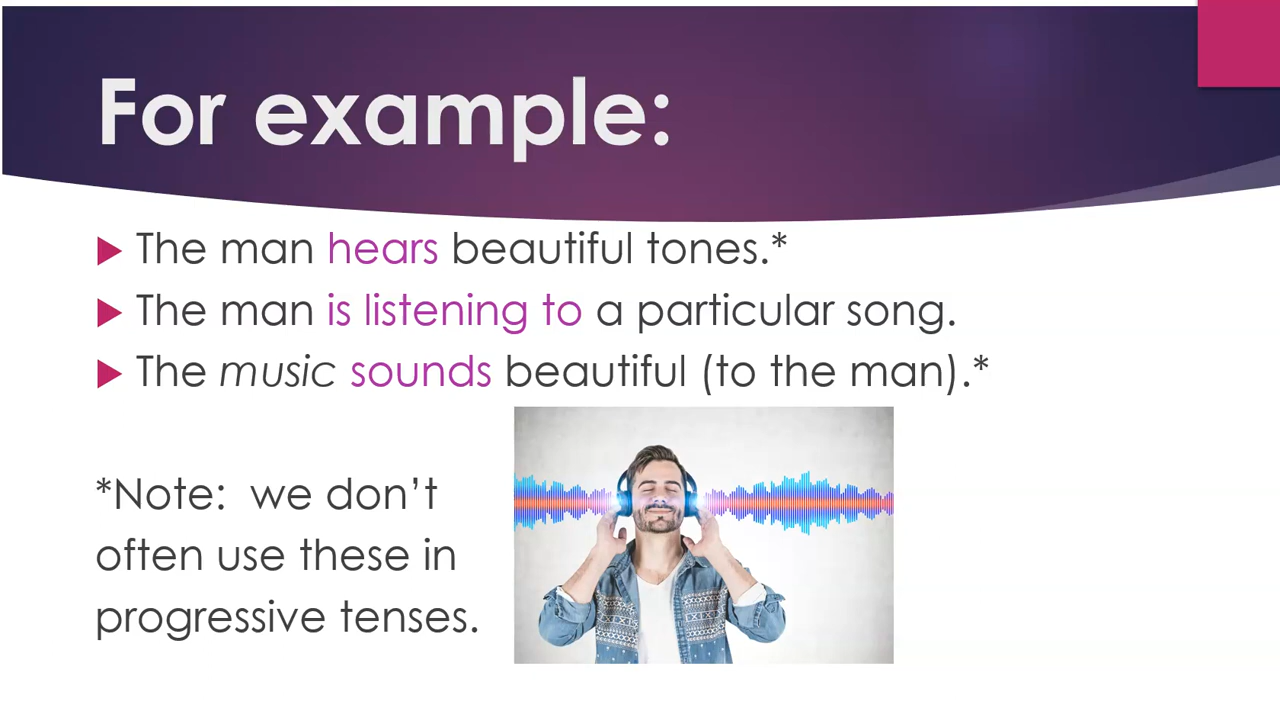 For example:
The man hears beautiful tones.*
The man is listening to a particular song.
The music sounds beautiful (to the man).*
*Note:  we don’t
often use these in
progressive tenses.